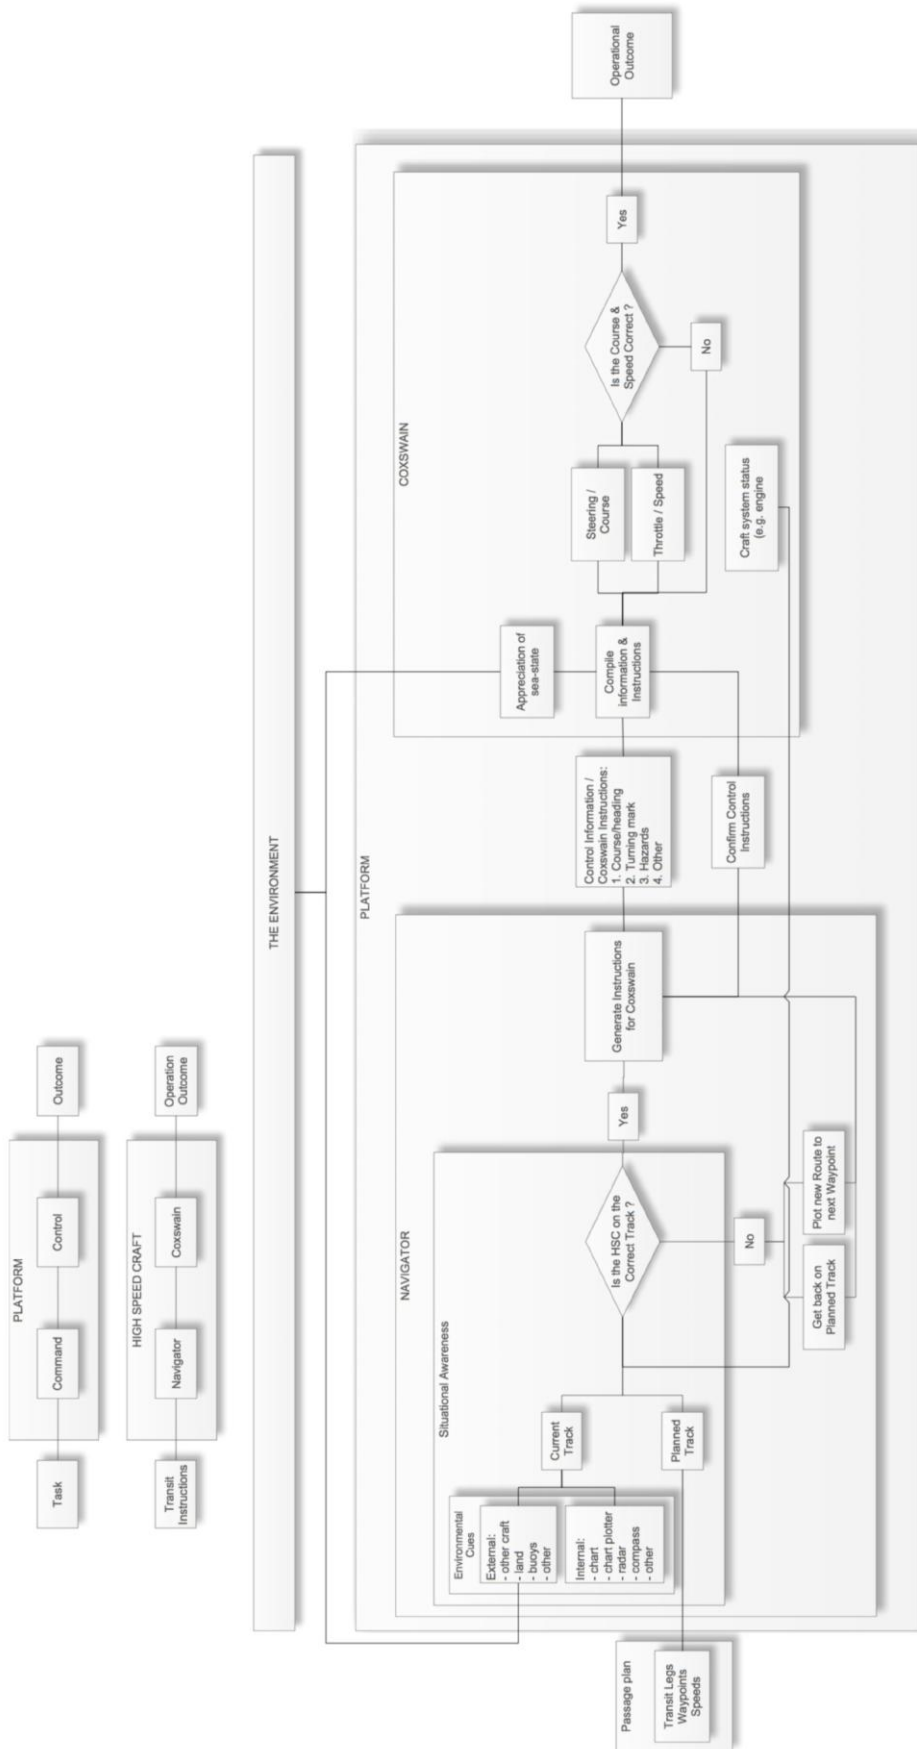 PLATFORM
Task
Command
Control
Outcome
HIGH SPEED CRAFT
Transit
Instructions
Navigator
Coxswain
Operation
Outcome
THE ENVIRONMENT
PLATFORM
NAVIGATOR
Situational Awareness
Environmental
Cues
External:
- other craft
- land
- buoys
- other
Internal:
- chart
- chart plotter
- radar
- compass
- other
Current
Track
Planned
Track
Passage plan
Transit Legs
Waypoints
Speeds
Is the HSC on the
Correct Track ?
Yes
No
Get back on
Planned Track
Plot new Route to
next Waypoint
Generate Instructions
for Coxswain
Control Information /
Coxswain Instructions:
1. Course/heading
2. Turning mark
3. Hazards
4. Other
Confirm Control
Instructions
COXSWAIN
Appreciation of
sea-state
Compile
information &
Instructions
Steering /
Course
Throttle / Speed
Craft system status
(e.g. engine
Is the Course &
Speed Correct ?
No
Yes
Operational
Outcome